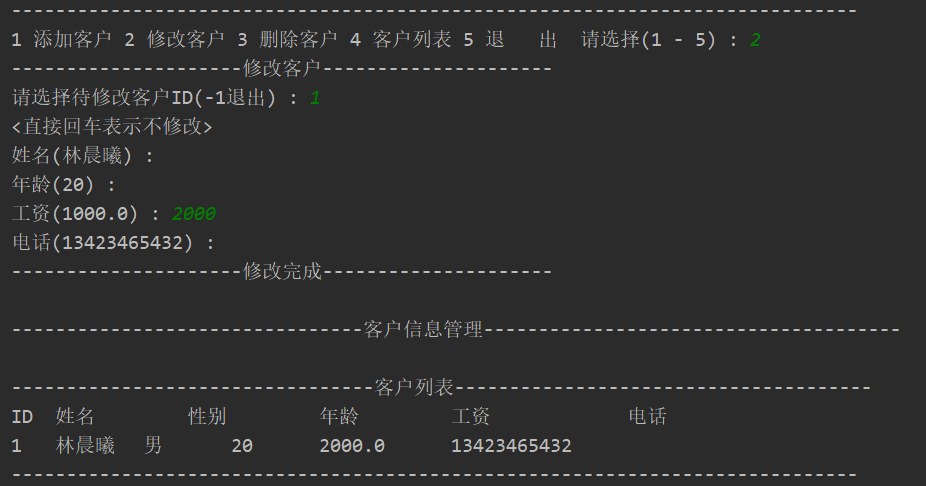 -----------------------------------------------------------------------------
1 添加客户 2 修改客户 3 删除客户 4 客户列表 5 退   出  请选择(1 - 5) : 2
---------------------修改客户---------------------
请选择待修改客户ID(-1退出) : 1
<直接回车表示不修改>
姓名(林晨曦) :
年龄(20) :
工资(1000.0) : 2000
电话(13423465432) :
---------------------修改完成---------------------
--------------------------------客户信息管理--------------------------------------
---------------------------------客户列表--------------------------------------
ID  姓名        性别        年龄        工资            电话
1   林晨曦  男      20      2000.0      13423465432
-----------------------------------------------------------------------------